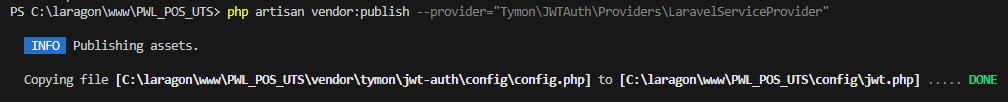 PS C:\laragon\www\PWL_POS_UTS> php artisan vendor:publish --provider="Tymon\JWTAuth\Providers\LaravelServiceProvider"
INFO Publishing assets.
Copying file [C:\laragon\www\PWL_POS_UTS\vendor\tymon\jwt-auth\config\config.php] to [C:\laragon\www\PWL_POS_UTS\config\jwt.php] ..... DONE